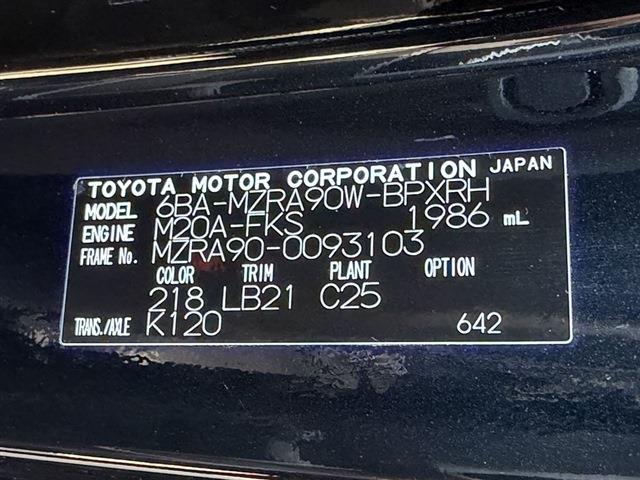 TOYOTA MOTOR CORPORATION JAPAN
MODEL 6BA-MZRA90W-BPXRH
ENGINE M20A-FKS 1986 mL
FRAME No. MZRA90-0093103
COLOR TRIM PLANT OPTION
218 LB21 C25
TRANS./AXLE K120 642